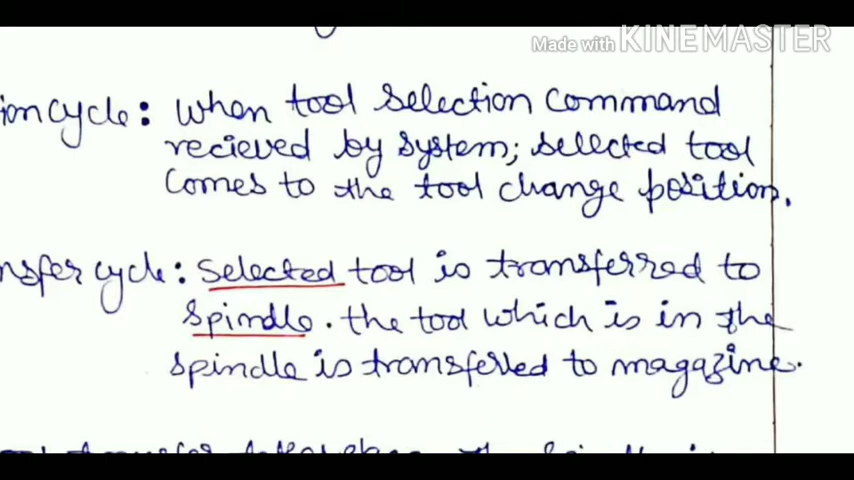 Made with KINEMASTER
ion cycle: when tool selection command
recieved by system; selected tool
comes to the tool change position.
nsfer cycle: selected tool is transferred to
spindle. the tool which is in the
spindle is transferred to magazine.